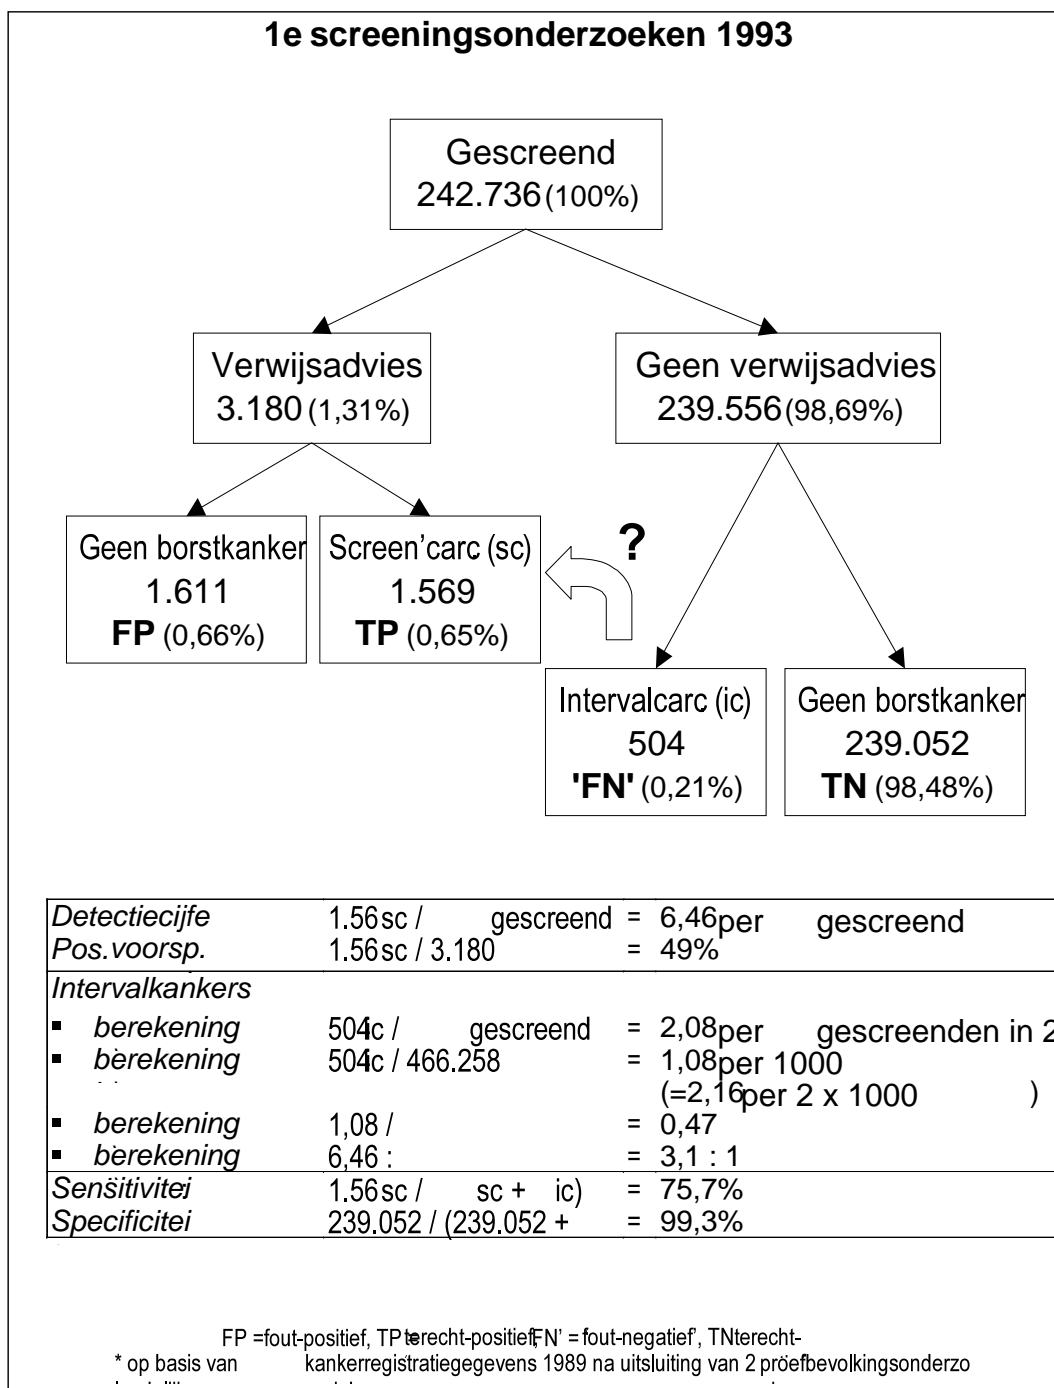 1e screeningsonderzoeken 1993
Gescreend
242.736 (100%)
Verwijsadvies
3.180 (1,31%)
Geen verwijsadvies
239.556 (98,69%)
Geen borstkanker
1.611
FP (0,66%)
Screen'carc (sc)
1.569
TP (0,65%)
?
Intervalcarc (ic)
504
'FN' (0,21%)
Geen borstkanker
239.052
TN (98,48%)
Detectiecijfe 1.56 sc / gescreend = 6,46 per gescreend
Pos.voorsp. 1.56 sc / 3.180 = 49%
Intervalkankers
▪ berekening 504 ic / gescreend = 2,08 per gescreenden in 2
▪ berekening 504 ic / 466.258 = 1,08 per 1000
(=2,16 per 2 x 1000 )
▪ berekening 1,08 / = 0,47
▪ berekening 6,46 : = 3,1 : 1
Sensitivitei 1.56 sc / sc + ic) = 75,7%
Specificitei 239.052 / (239.052 + = 99,3%
FP =fout-positief, TP = terecht-positief, FN' = fout-negatief', TN terecht-
* op basis van kankerregistratiegegevens 1989 na uitsluiting van 2 proefbevolkingsonderzo